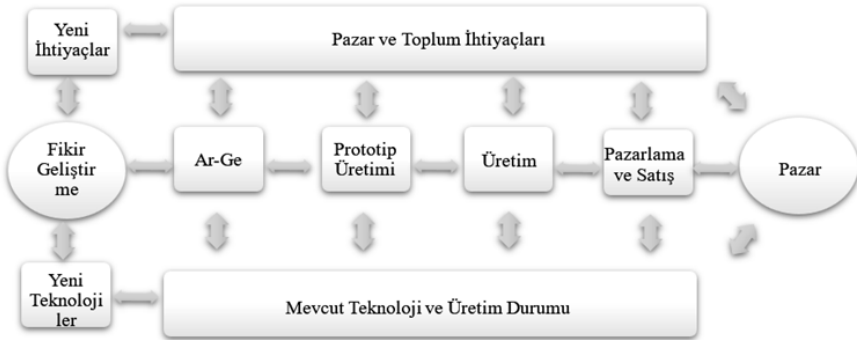 Yeni
İhtiyaçlar
Pazar ve Toplum İhtiyaçları
Fikir
Geliştir
me
Ar-Ge
Prototip
Üretimi
Üretim
Pazarlama
ve Satış
Pazar
Yeni
Teknoloji
ler
Mevcut Teknoloji ve Üretim Durumu